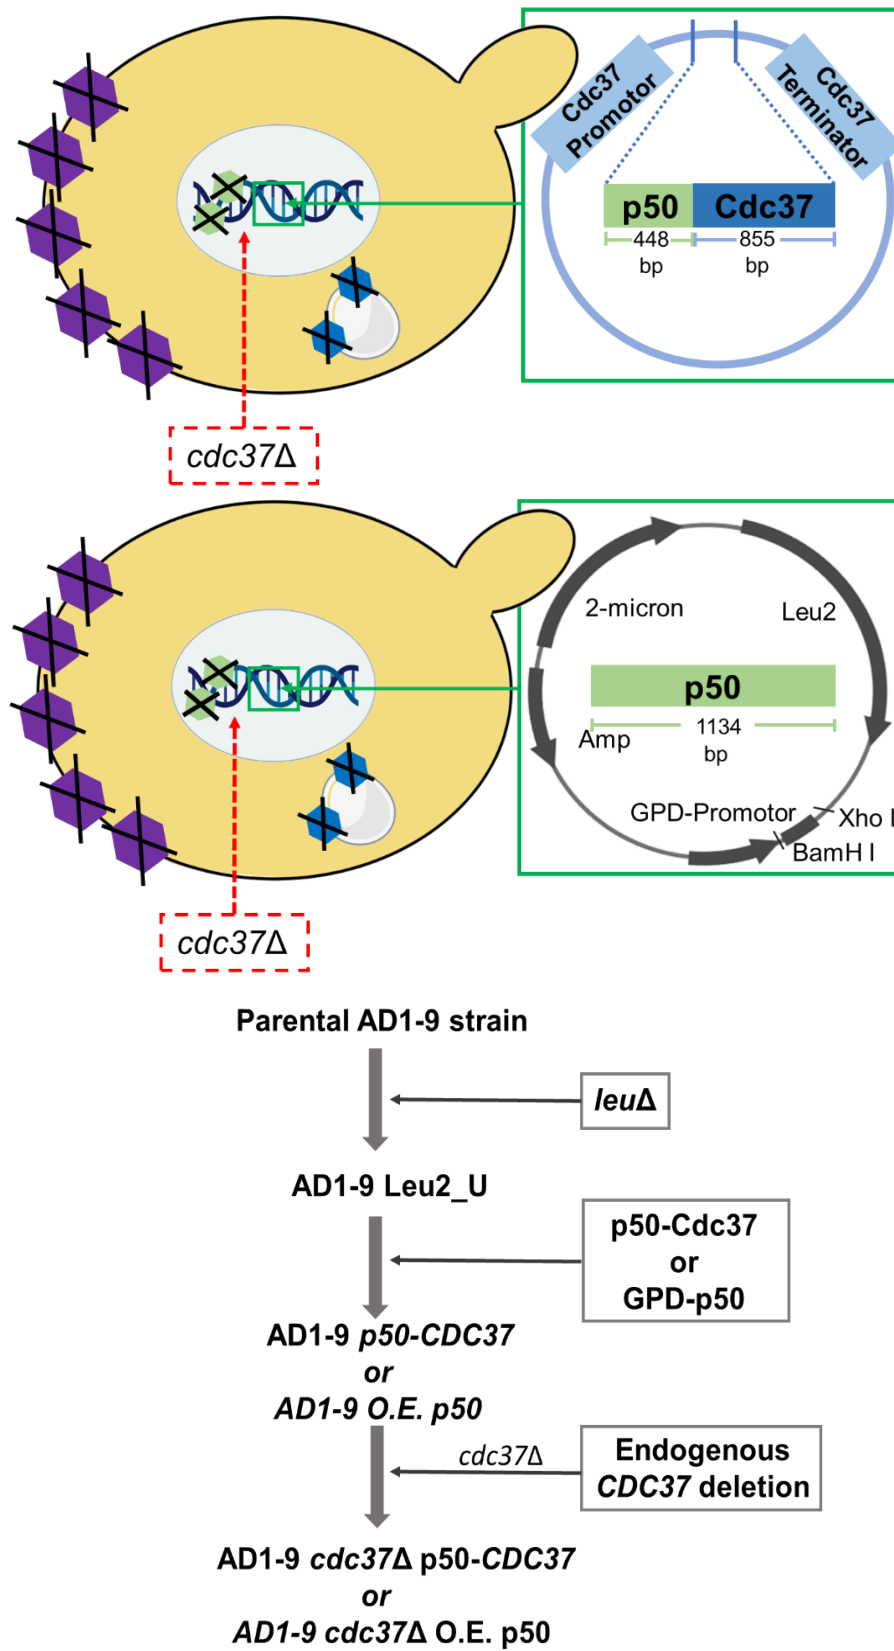 Cdc37
Promotor
Cdc37
Terminator
p50 Cdc37
448 855
bp bp
cdc37Δ
2-micron Leu2
p50
Amp 1134
bp
GPD-Promotor Xho I
BamH I
cdc37Δ
Parental AD1-9 strain
leuΔ
AD1-9 Leu2_U
p50-Cdc37
or
GPD-p50
AD1-9 p50-CDC37
or
AD1-9 O.E. p50
cdc37Δ
Endogenous
CDC37 deletion
AD1-9 cdc37Δ p50-CDC37
or
AD1-9 cdc37Δ O.E. p50